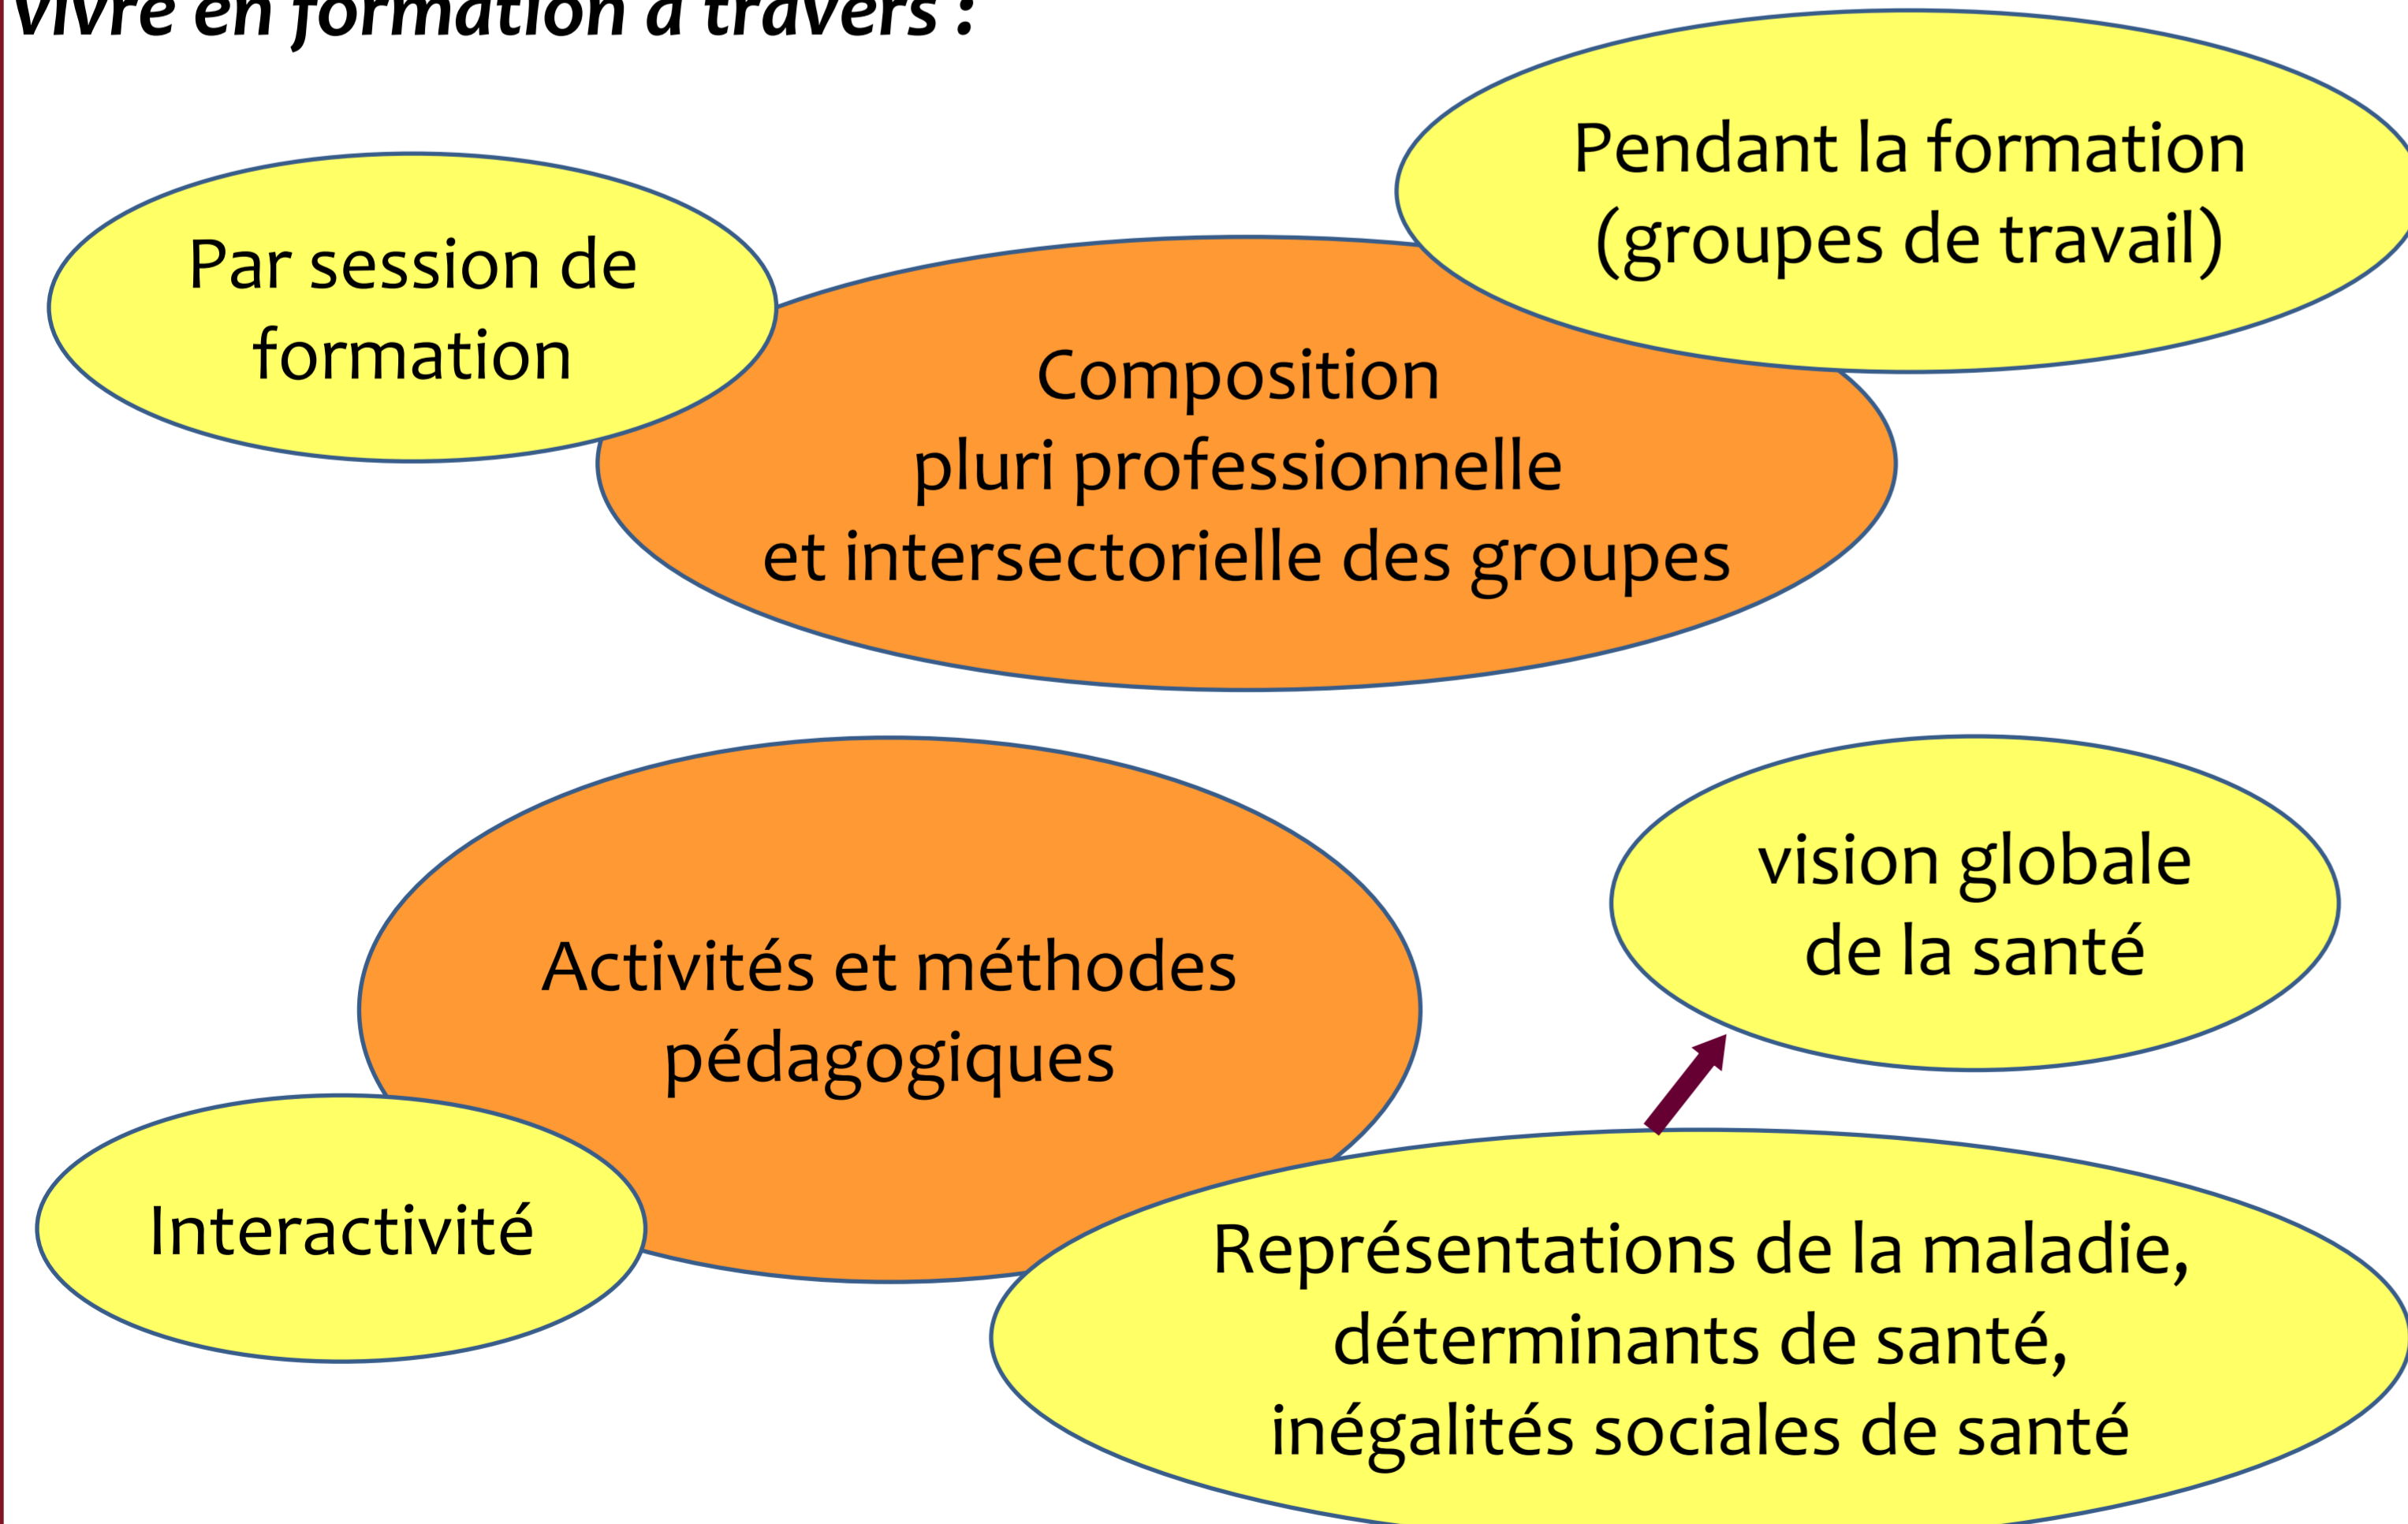 vivre en formation à travers :
Par session de
formation
Pendant la formation
(groupes de travail)
Composition
pluri professionnelle
et intersectorielle des groupes
Activités et méthodes
pédagogiques
vision globale
de la santé
Interactivité
Représentations de la maladie,
déterminants de santé,
inégalités sociales de santé